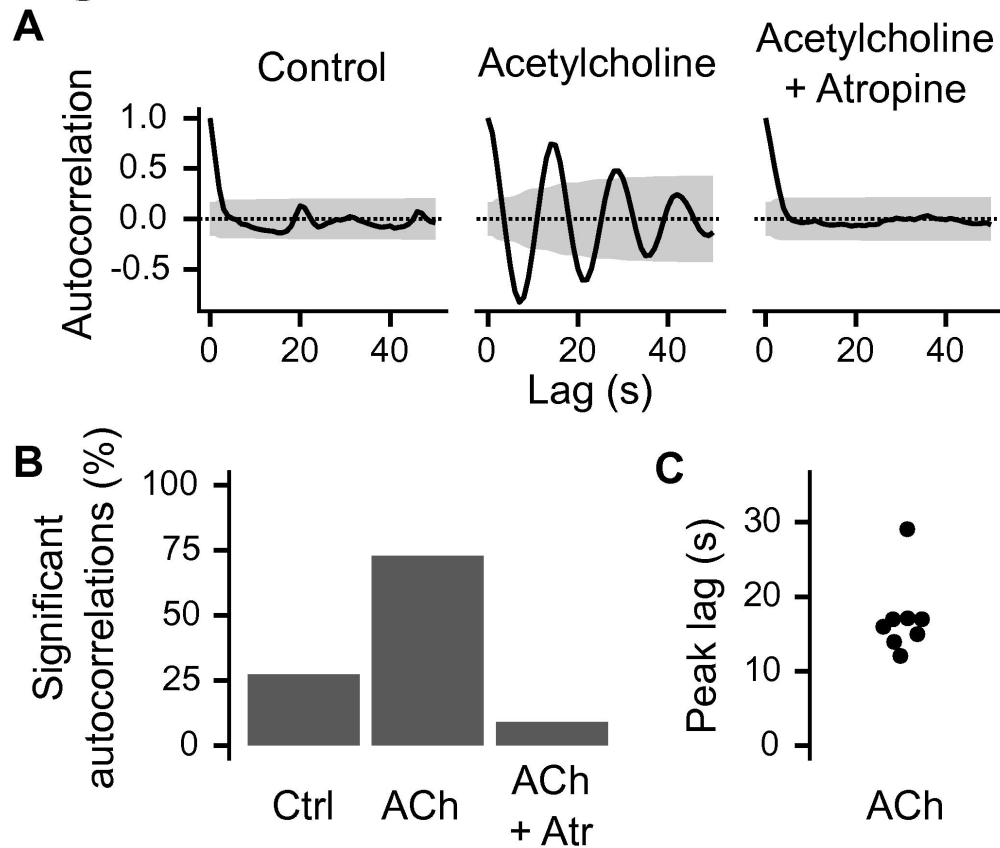 A
Control
Acetylcholine
Acetylcholine
+ Atropine
Autocorrelation
1.0
0.5
0.0
-0.5
0 20 40
0 20 40
0 20 40
Lag (s)
B
Significant
autocorrelations (%)
100
75
50
25
0
Ctrl
ACh
ACh
+ Atr
C
Peak lag (s)
30
20
10
0
ACh